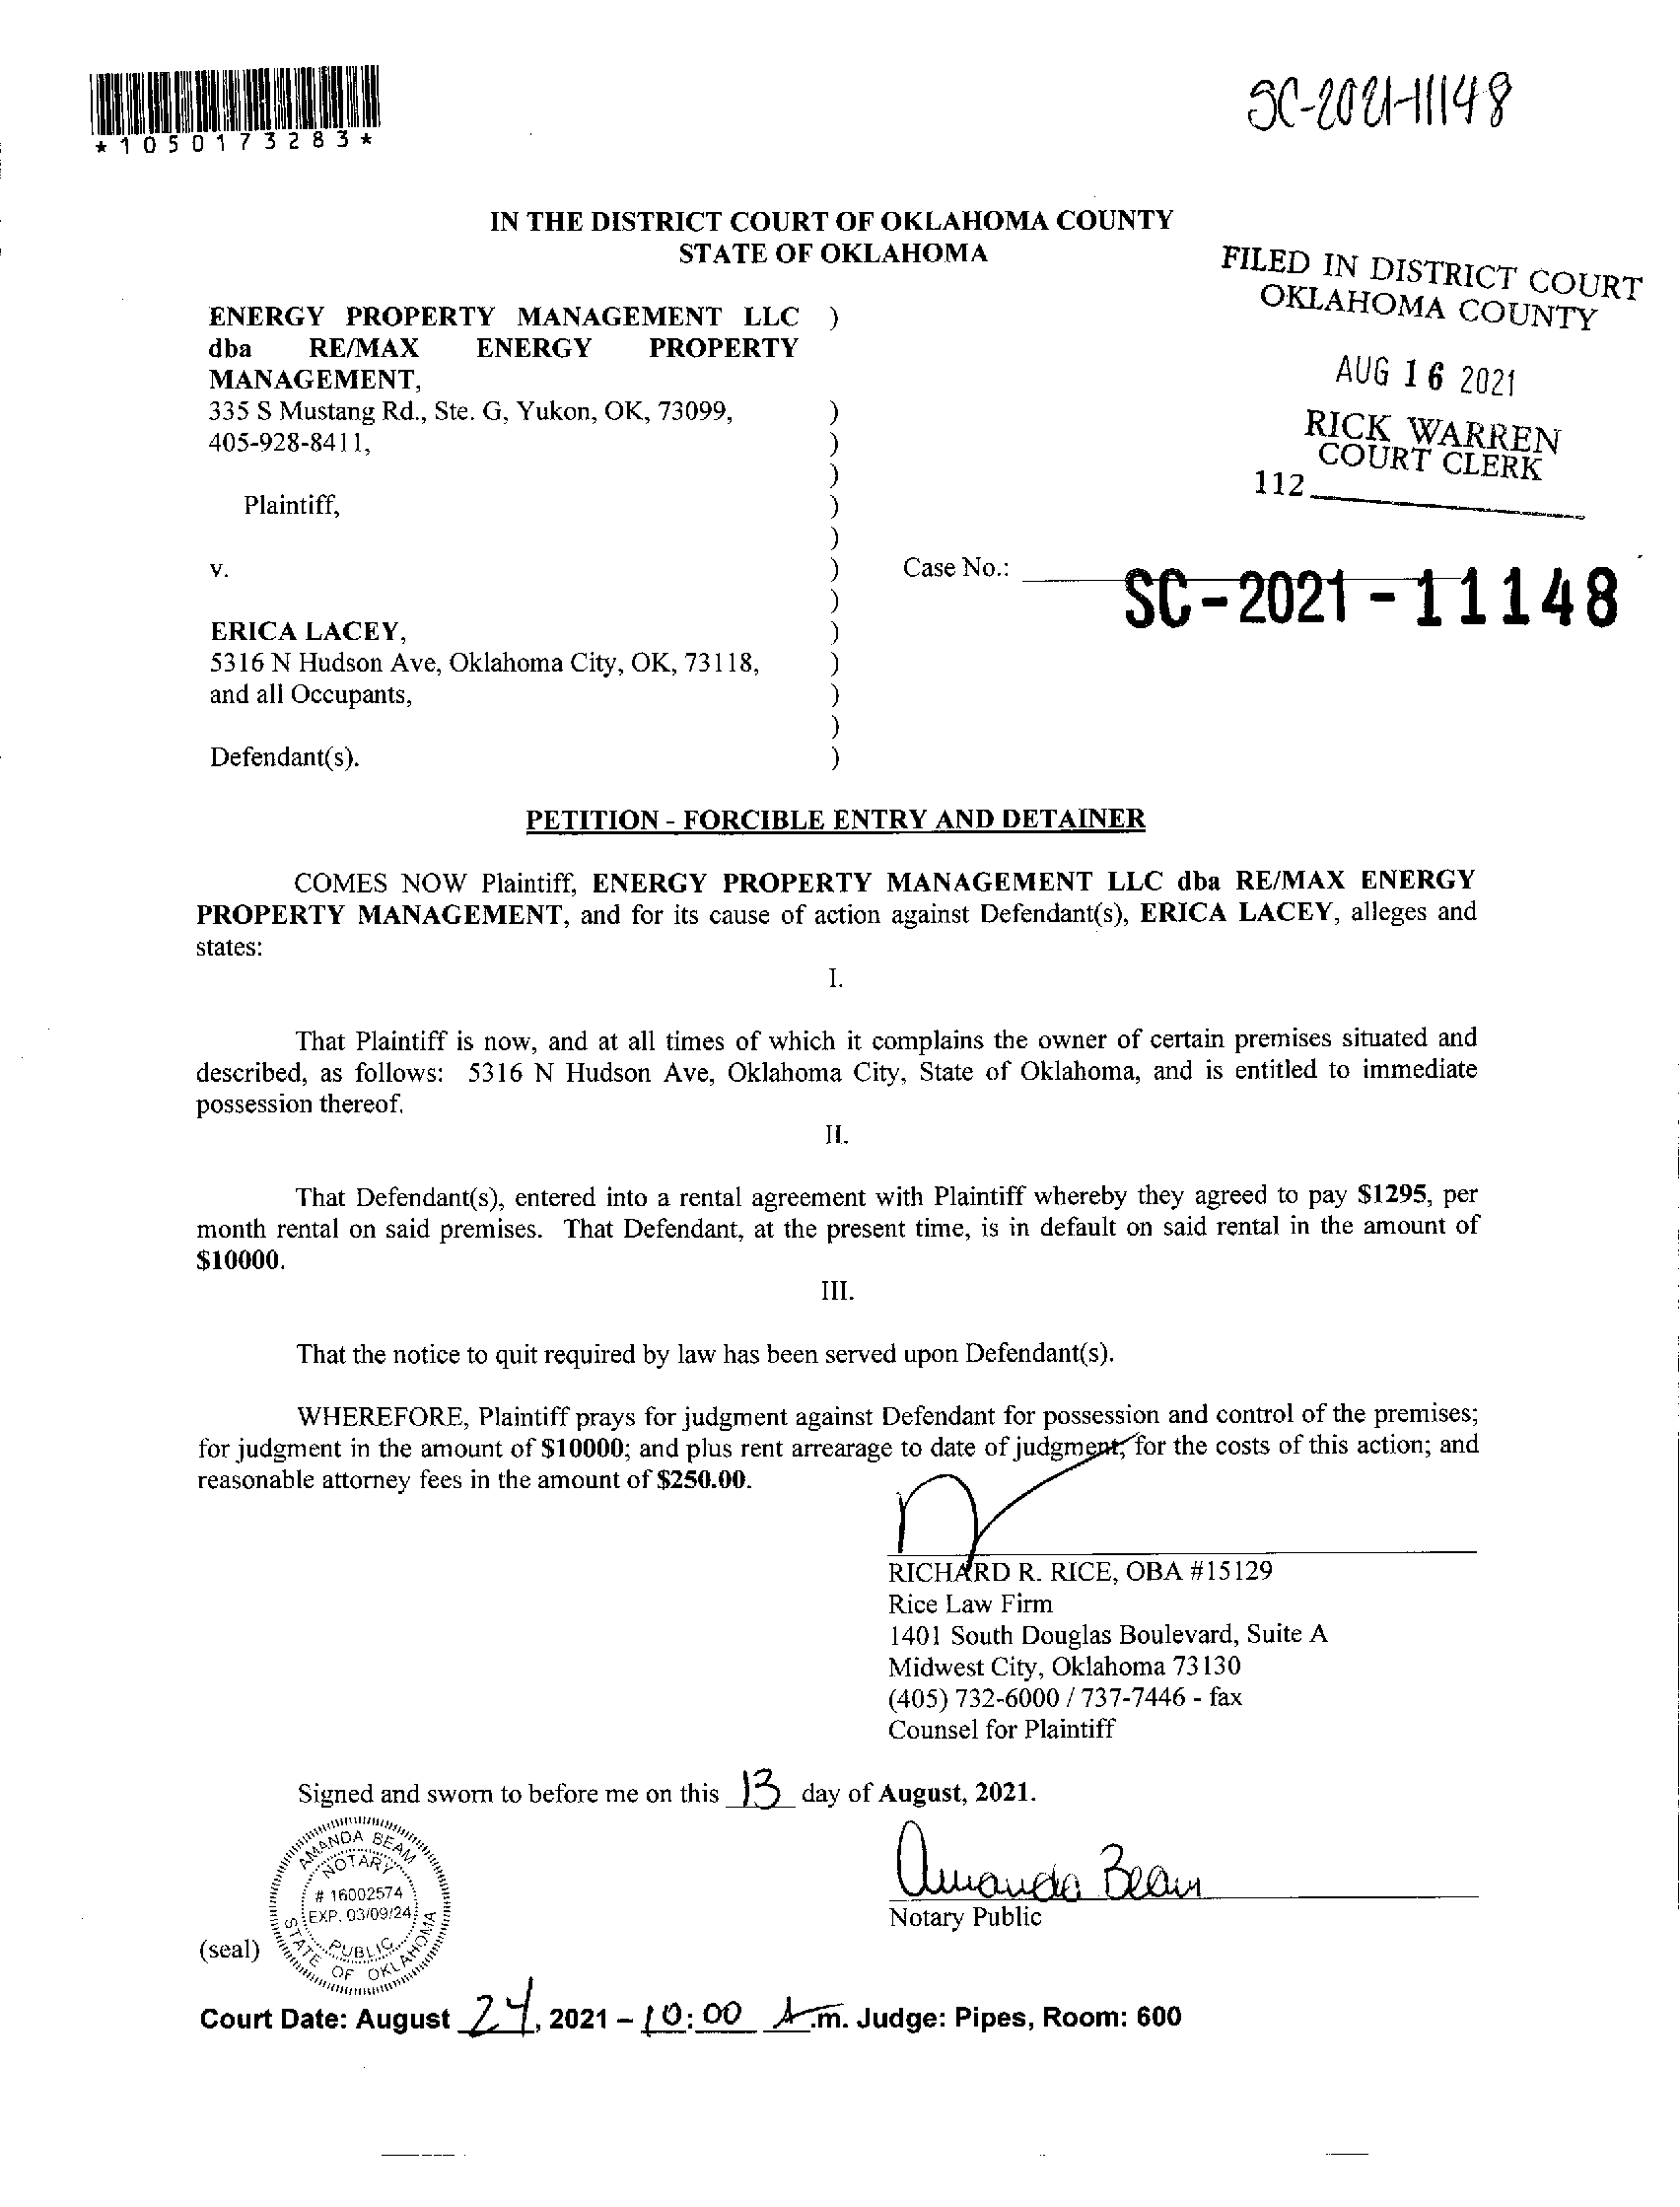 *1050173283*
SC-2021-11148
IN THE DISTRICT COURT OF OKLAHOMA COUNTY
STATE OF OKLAHOMA
FILED IN DISTRICT COURT
OKLAHOMA COUNTY
AUG 16 2021
RICK WARREN
COURT CLERK
112
ENERGY PROPERTY MANAGEMENT LLC )
dba RE/MAX ENERGY PROPERTY
MANAGEMENT,
335 S Mustang Rd., Ste. G, Yukon, OK, 73099, )
405-928-8411, )
)
Plaintiff, )
)
v. ) Case No.: SC-2021-11148
)
ERICA LACEY, )
5316 N Hudson Ave, Oklahoma City, OK, 73118, )
and all Occupants, )
)
Defendant(s). )
PETITION - FORCIBLE ENTRY AND DETAINER
COMES NOW Plaintiff, ENERGY PROPERTY MANAGEMENT LLC dba RE/MAX ENERGY
PROPERTY MANAGEMENT, and for its cause of action against Defendant(s), ERICA LACEY, alleges and
states:
I.
That Plaintiff is now, and at all times of which it complains the owner of certain premises situated and
described, as follows: 5316 N Hudson Ave, Oklahoma City, State of Oklahoma, and is entitled to immediate
possession thereof.
II.
That Defendant(s), entered into a rental agreement with Plaintiff whereby they agreed to pay $1295, per
month rental on said premises. That Defendant, at the present time, is in default on said rental in the amount of
$10000.
III.
That the notice to quit required by law has been served upon Defendant(s).
WHEREFORE, Plaintiff prays for judgment against Defendant for possession and control of the premises;
for judgment in the amount of $10000; and plus rent arrearage to date of judgment; for the costs of this action; and
reasonable attorney fees in the amount of $250.00.
RICHARD R. RICE, OBA #15129
Rice Law Firm
1401 South Douglas Boulevard, Suite A
Midwest City, Oklahoma 73130
(405) 732-6000 / 737-7446 - fax
Counsel for Plaintiff
Signed and sworn to before me on this 13 day of August, 2021.
AMANDA BEAM
NOTARY
# 16002574
EXP. 03/09/24
PUBLIC
STATE OF OKLAHOMA
Amanda Beam
Notary Public
(seal)
Court Date: August 24, 2021 – 10:00 A.m. Judge: Pipes, Room: 600